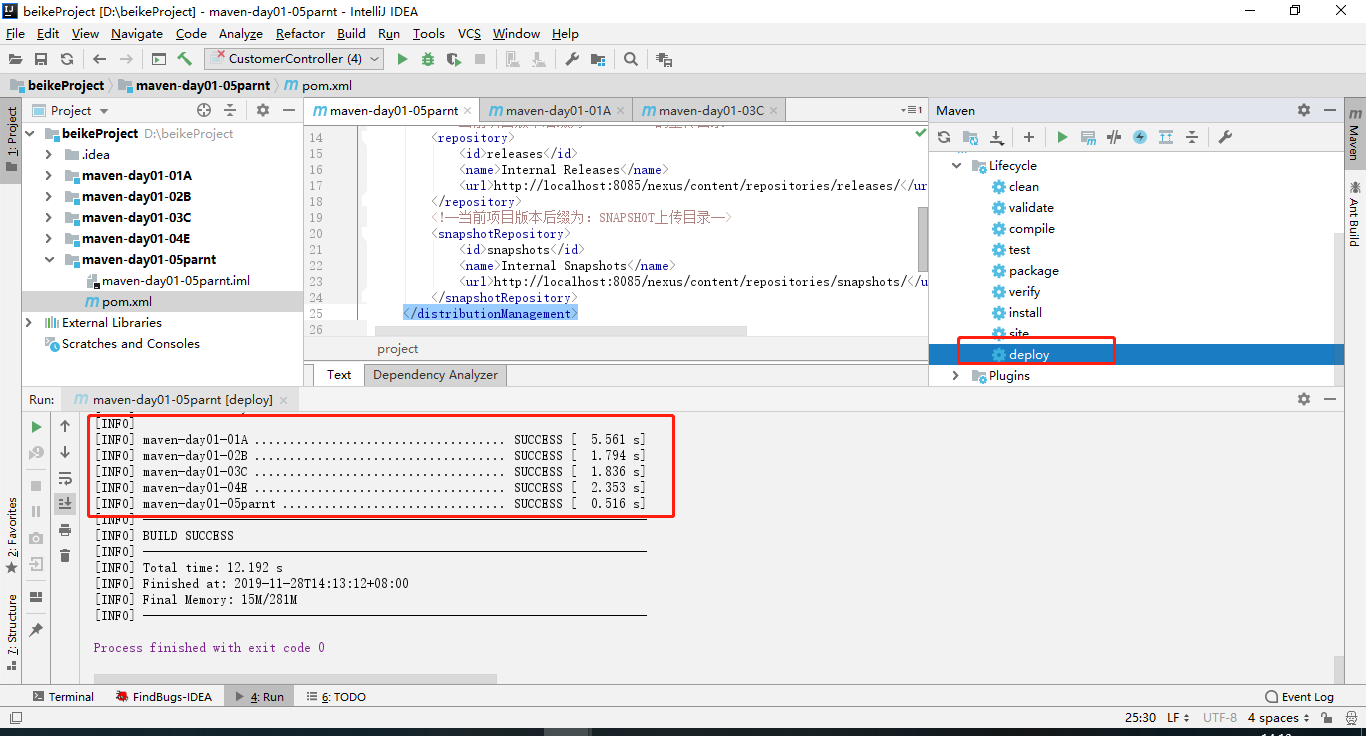 beikeProject [D:\beikeProject] - maven-day01-05parnt - IntelliJ IDEA
File Edit View Navigate Code Analyze Refactor Build Run Tools VCS Window Help
CustomerController (4)
beikeProject maven-day01-05parnt pom.xml
1: Project
Project
beikeProject D:\beikeProject
.idea
maven-day01-01A
maven-day01-02B
maven-day01-03C
maven-day01-04E
maven-day01-05parnt
maven-day01-05parnt.iml
pom.xml
External Libraries
Scratches and Consoles
maven-day01-05parnt maven-day01-01A maven-day01-03C
14 <repository>
15 <id>releases</id>
16 <name>Internal Releases</name>
17 <url>http://localhost:8085/nexus/content/repositories/releases/</ur
18 </repository>
19 <!--当前项目版本后缀为：SNAPSHOT上传目录-->
20 <snapshotRepository>
21 <id>snapshots</id>
22 <name>Internal Snapshots</name>
23 <url>http://localhost:8085/nexus/content/repositories/snapshots/</u
24 </snapshotRepository>
25 </distributionManagement>
26
project
Text Dependency Analyzer
Maven
Lifecycle
clean
validate
compile
test
package
verify
install
site
deploy
Plugins
Maven
Ant Build
Run: maven-day01-05parnt [deploy]
[INFO]
[INFO] maven-day01-01A .................................... SUCCESS [  5.561 s]
[INFO] maven-day01-02B .................................... SUCCESS [  1.794 s]
[INFO] maven-day01-03C .................................... SUCCESS [  1.836 s]
[INFO] maven-day01-04E .................................... SUCCESS [  2.353 s]
[INFO] maven-day01-05parnt ................................ SUCCESS [  0.516 s]
[INFO]
[INFO] BUILD SUCCESS
[INFO]
[INFO] Total time: 12.192 s
[INFO] Finished at: 2019-11-28T14:13:12+08:00
[INFO] Final Memory: 15M/281M
[INFO]
Process finished with exit code 0
2: Favorites
7: Structure
Terminal FindBugs-IDEA 4: Run 6: TODO Event Log
25:30 LF UTF-8 4 spaces